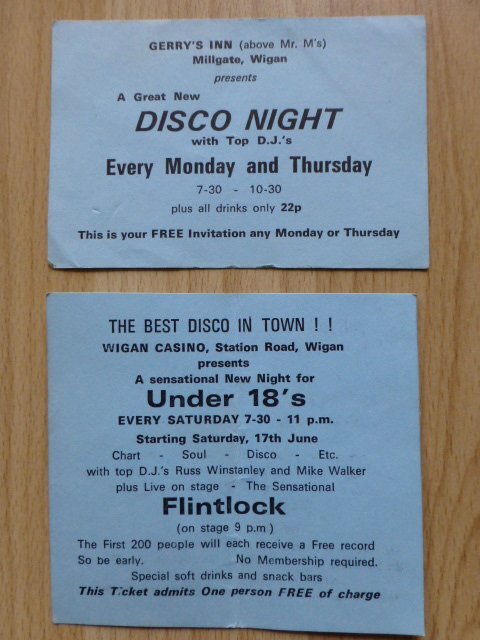 GERRY'S INN (above Mr. M's)
Millgate, Wigan
presents
A Great New
DISCO NIGHT
with Top D.J.'s
Every Monday and Thursday
7-30 - 10-30
plus all drinks only 22p
This is your FREE Invitation any Monday or Thursday
THE BEST DISCO IN TOWN ! !
WIGAN CASINO, Station Road, Wigan
presents
A sensational New Night for
Under 18's
EVERY SATURDAY 7-30 - 11 p.m.
Starting Saturday, 17th June
Chart - Soul - Disco - Etc.
with top D.J.'s Russ Winstanley and Mike Walker
plus Live on stage - The Sensational
Flintlock
(on stage 9 p.m)
The First 200 people will each receive a Free record
So be early. No Membership required.
Special soft drinks and snack bars
This Ticket admits One person FREE of charge